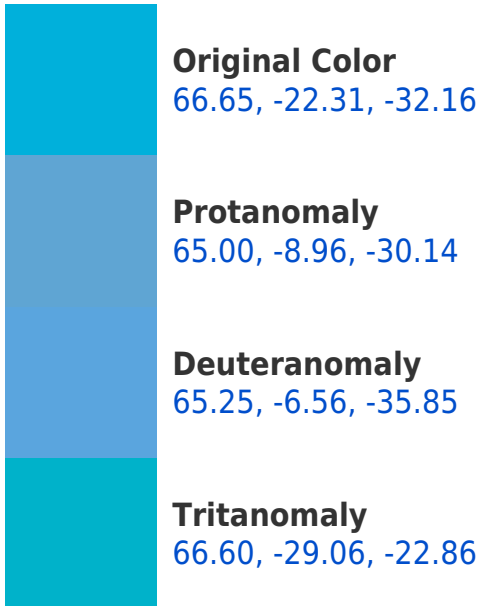 Original Color
66.65, -22.31, -32.16
Protanomaly
65.00, -8.96, -30.14
Deuteranomaly
65.25, -6.56, -35.85
Tritanomaly
66.60, -29.06, -22.86